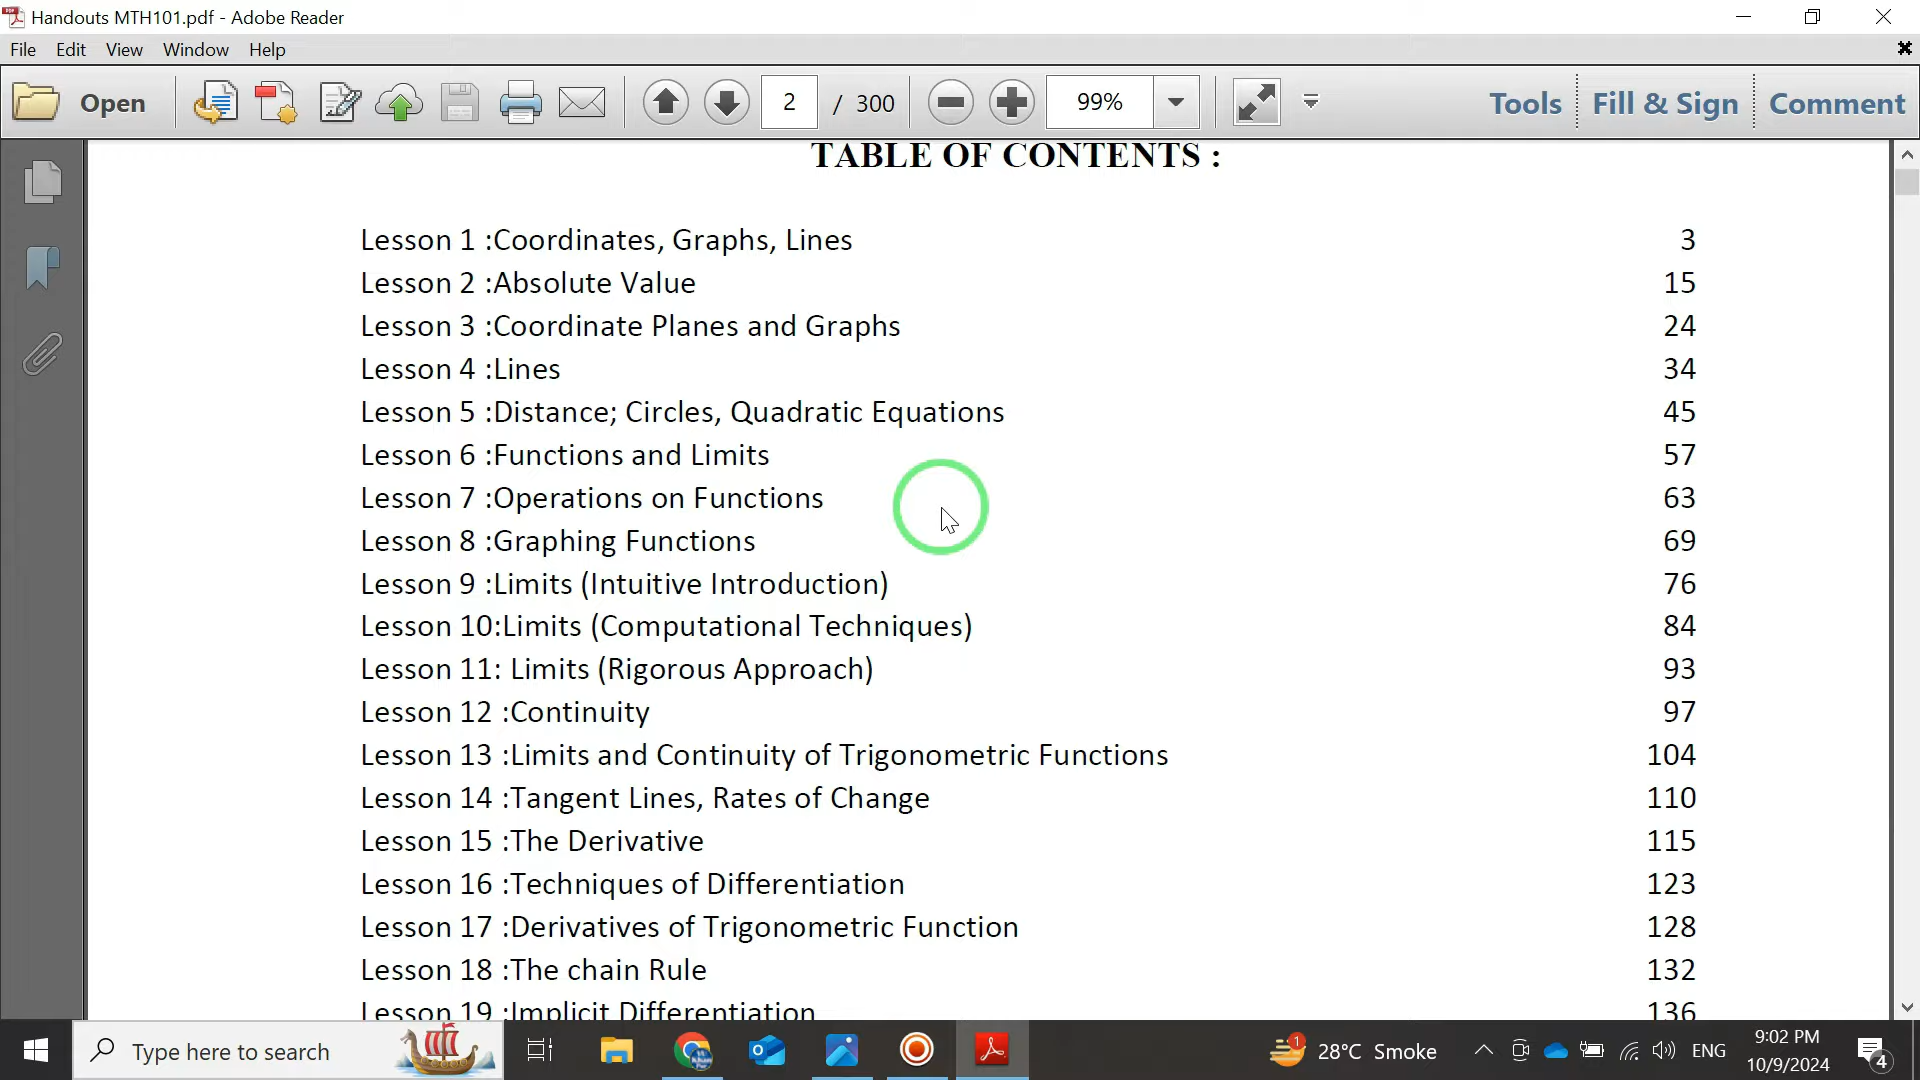 Handouts MTH101.pdf - Adobe Reader
File Edit View Window Help
Open 2 / 300 99% Tools Fill & Sign Comment
TABLE OF CONTENTS :
Lesson 1 :Coordinates, Graphs, Lines 3
Lesson 2 :Absolute Value 15
Lesson 3 :Coordinate Planes and Graphs 24
Lesson 4 :Lines 34
Lesson 5 :Distance; Circles, Quadratic Equations 45
Lesson 6 :Functions and Limits 57
Lesson 7 :Operations on Functions 63
Lesson 8 :Graphing Functions 69
Lesson 9 :Limits (Intuitive Introduction) 76
Lesson 10:Limits (Computational Techniques) 84
Lesson 11: Limits (Rigorous Approach) 93
Lesson 12 :Continuity 97
Lesson 13 :Limits and Continuity of Trigonometric Functions 104
Lesson 14 :Tangent Lines, Rates of Change 110
Lesson 15 :The Derivative 115
Lesson 16 :Techniques of Differentiation 123
Lesson 17 :Derivatives of Trigonometric Function 128
Lesson 18 :The chain Rule 132
Lesson 19 :Implicit Differentiation 136
Type here to search 1 28°C Smoke ENG 9:02 PM 4
10/9/2024